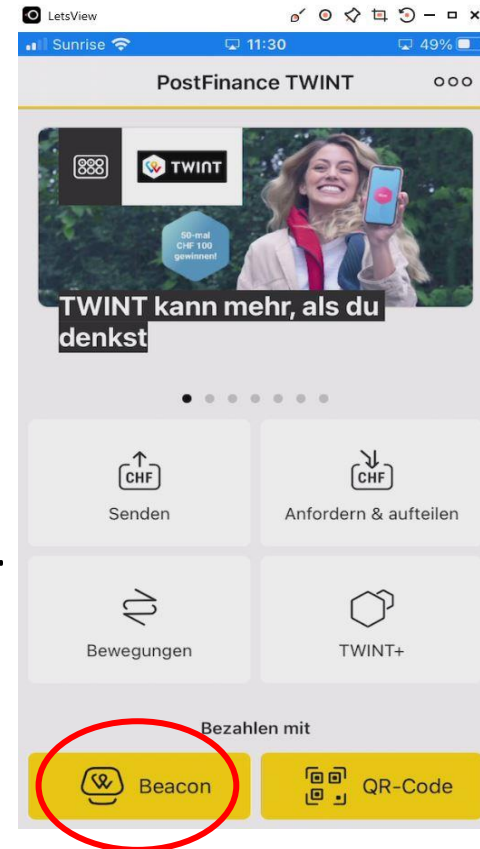 LetsView
Sunrise 11:30 49%
PostFinance TWINT
TWINT
50-mal
CHF 100
gewinnen!
TWINT kann mehr, als du
denkst
CHF CHF
Senden Anfordern & aufteilen
Bewegungen TWINT+
Bezahlen mit
Beacon QR-Code